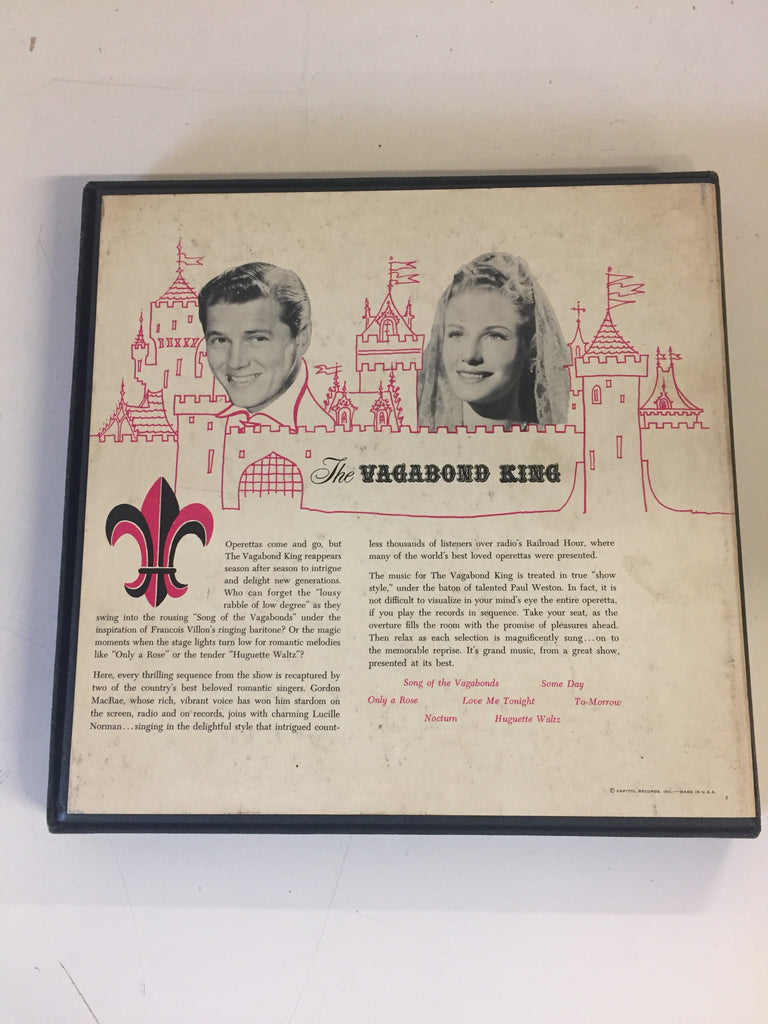 The VAGABOND KING
Operettas come and go, but
The Vagabond King reappears
season after season to intrigue
and delight new generations.
Who can forget the "lousy
rabble of low degree" as they
swing into the rousing "Song of the Vagabonds" under the
inspiration of Francois Villon's ringing baritone? Or the magic
moments when the stage lights turn low for romantic melodies
like "Only a Rose" or the tender "Huguette Waltz"?
Here, every thrilling sequence from the show is recaptured by
two of the country's best beloved romantic singers. Gordon
MacRae, whose rich, vibrant voice has won him stardom on
the screen, radio and on records, joins with charming Lucille
Norman...singing in the delightful style that intrigued count-
less thousands of listeners over radio's Railroad Hour, where
many of the world's best loved operettas were presented.
The music for The Vagabond King is treated in true "show
style," under the baton of talented Paul Weston. In fact, it is
not difficult to visualize in your mind's eye the entire operetta,
if you play the records in sequence. Take your seat, as the
overture fills the room with the promise of pleasures ahead.
Then relax as each selection is magnificently sung...on to
the memorable reprise. It's grand music, from a great show,
presented at its best.
Song of the Vagabonds Some Day
Only a Rose Love Me Tonight To-Morrow
Nocturn Huguette Waltz
© CAPITOL RECORDS, INC.—MADE IN U.S.A.